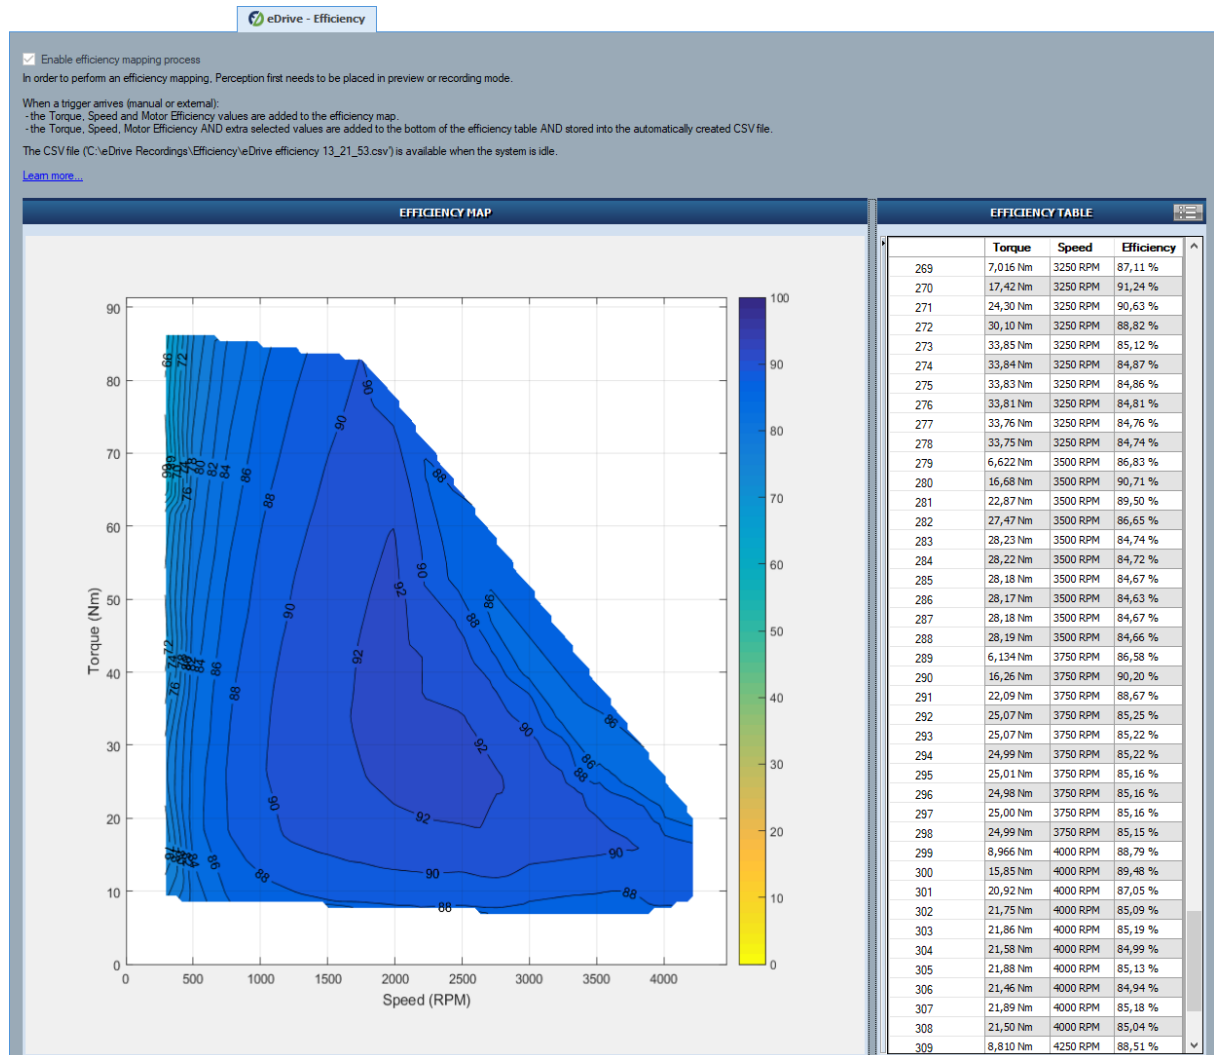 eDrive - Efficiency
Enable efficiency mapping process
In order to perform an efficiency mapping, Perception first needs to be placed in preview or recording mode.
When a trigger arrives (manual or external):
- the Torque, Speed and Motor Efficiency values are added to the efficiency map.
- the Torque, Speed, Motor Efficiency AND extra selected values are added to the bottom of the efficiency table AND stored into the automatically created CSV file.
The CSV file ('C:\eDrive Recordings\Efficiency\eDrive efficiency 13_21_53.csv') is available when the system is idle.
Learn more...
EFFICIENCY MAP
90
80
70
60
50
40
30
20
10
0
Torque (Nm)
0 500 1000 1500 2000 2500 3000 3500 4000
Speed (RPM)
66 72
90
90
88
78
80 82 84 86
88
76
90
92
86
88
90
92
72
84 86
88
76
86
90
92
90
86
88
92
90
86
88
90
88
88
100
90
80
70
60
50
40
30
20
10
0
EFFICIENCY TABLE
Torque Speed Efficiency
269 7,016 Nm 3250 RPM 87,11 %
270 17,42 Nm 3250 RPM 91,24 %
271 24,30 Nm 3250 RPM 90,63 %
272 30,10 Nm 3250 RPM 88,82 %
273 33,85 Nm 3250 RPM 85,12 %
274 33,84 Nm 3250 RPM 84,87 %
275 33,83 Nm 3250 RPM 84,86 %
276 33,81 Nm 3250 RPM 84,81 %
277 33,76 Nm 3250 RPM 84,76 %
278 33,75 Nm 3250 RPM 84,74 %
279 6,622 Nm 3500 RPM 86,83 %
280 16,68 Nm 3500 RPM 90,71 %
281 22,87 Nm 3500 RPM 89,50 %
282 27,47 Nm 3500 RPM 86,65 %
283 28,23 Nm 3500 RPM 84,74 %
284 28,22 Nm 3500 RPM 84,72 %
285 28,18 Nm 3500 RPM 84,67 %
286 28,17 Nm 3500 RPM 84,63 %
287 28,18 Nm 3500 RPM 84,67 %
288 28,19 Nm 3500 RPM 84,66 %
289 6,134 Nm 3750 RPM 86,58 %
290 16,26 Nm 3750 RPM 90,20 %
291 22,09 Nm 3750 RPM 88,67 %
292 25,07 Nm 3750 RPM 85,25 %
293 25,07 Nm 3750 RPM 85,22 %
294 24,99 Nm 3750 RPM 85,22 %
295 25,01 Nm 3750 RPM 85,16 %
296 24,98 Nm 3750 RPM 85,16 %
297 25,00 Nm 3750 RPM 85,16 %
298 24,99 Nm 3750 RPM 85,15 %
299 8,966 Nm 4000 RPM 88,79 %
300 15,85 Nm 4000 RPM 89,48 %
301 20,92 Nm 4000 RPM 87,05 %
302 21,75 Nm 4000 RPM 85,09 %
303 21,86 Nm 4000 RPM 85,19 %
304 21,58 Nm 4000 RPM 84,99 %
305 21,88 Nm 4000 RPM 85,13 %
306 21,46 Nm 4000 RPM 84,94 %
307 21,89 Nm 4000 RPM 85,18 %
308 21,50 Nm 4000 RPM 85,04 %
309 8,810 Nm 4250 RPM 88,51 %